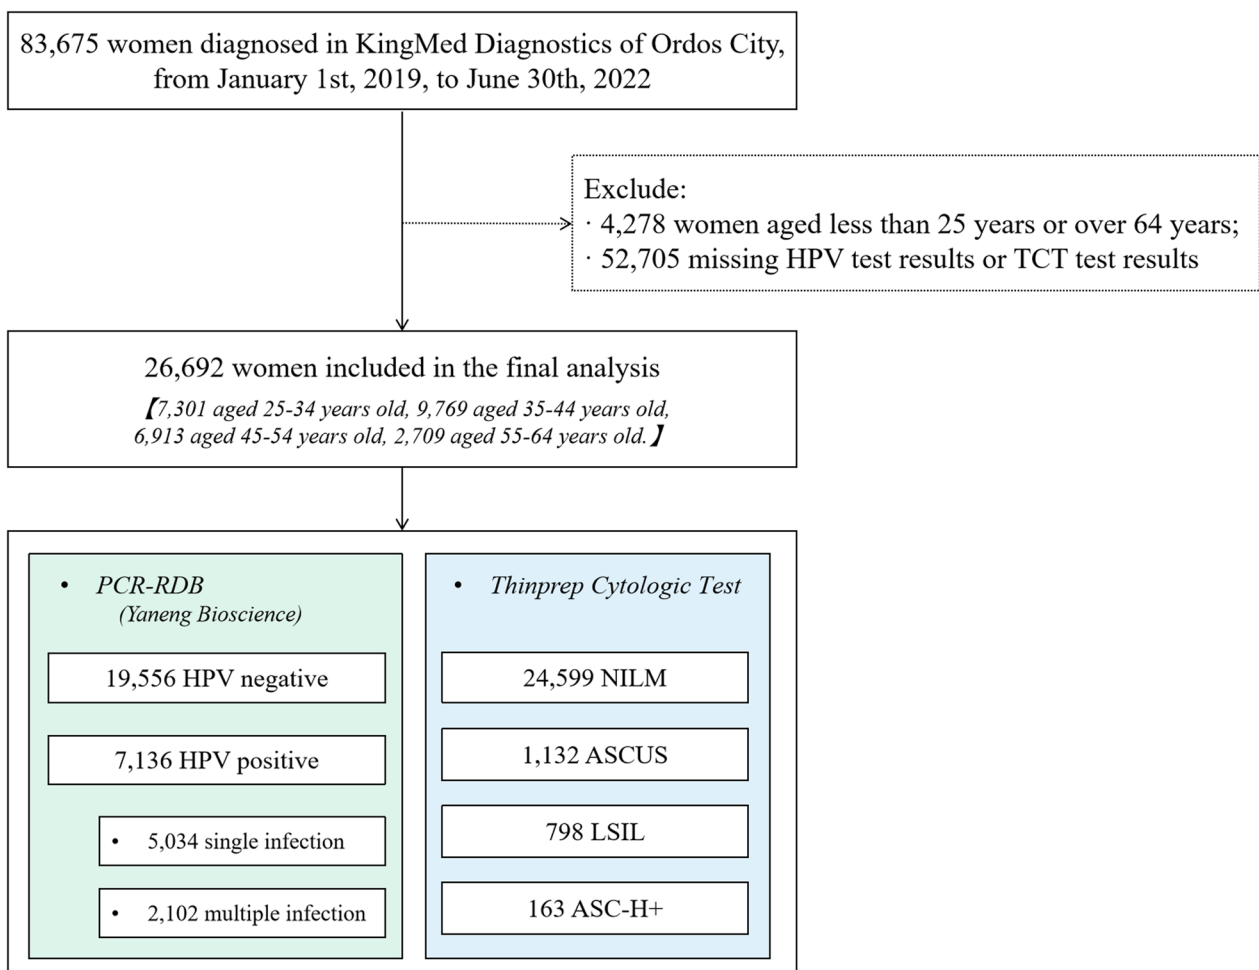 83,675 women diagnosed in KingMed Diagnostics of Ordos City,
from January 1st, 2019, to June 30th, 2022
Exclude:
· 4,278 women aged less than 25 years or over 64 years;
· 52,705 missing HPV test results or TCT test results
26,692 women included in the final analysis
【7,301 aged 25-34 years old, 9,769 aged 35-44 years old,
6,913 aged 45-54 years old, 2,709 aged 55-64 years old.】
• PCR-RDB
(Yaneng Bioscience)
19,556 HPV negative
7,136 HPV positive
• 5,034 single infection
• 2,102 multiple infection
• Thinprep Cytologic Test
24,599 NILM
1,132 ASCUS
798 LSIL
163 ASC-H+